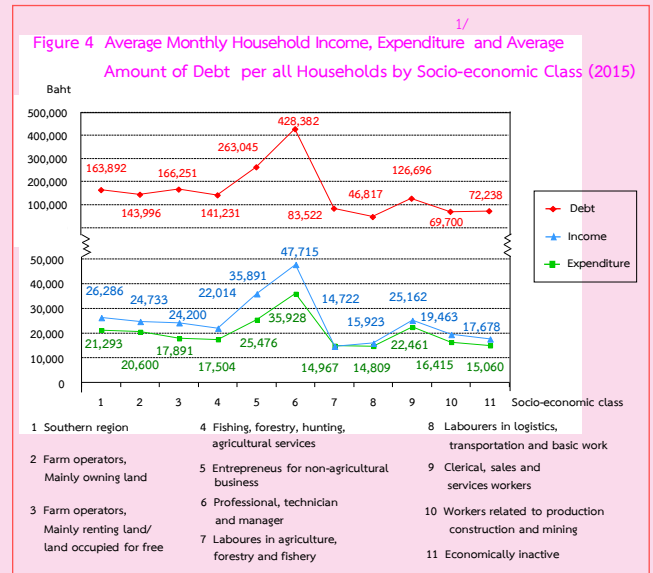 1/
Figure 4 Average Monthly Household Income, Expenditure and Average
Amount of Debt per all Households by Socio-economic Class (2015)
Baht
500,000
400,000
300,000
200,000
100,000
163,892
143,996
166,251
141,231
263,045
428,382
83,522
46,817
126,696
69,700
72,238
Debt
Income
Expenditure
50,000
40,000
30,000
20,000
10,000
0
26,286
24,733
24,200
22,014
35,891
47,715
14,722
15,923
25,162
19,463
17,678
21,293
20,600
17,891
17,504
25,476
35,928
14,967
14,809
22,461
16,415
15,060
1 2 3 4 5 6 7 8 9 10 11 Socio-economic class
1 Southern region
2 Farm operators,
Mainly owning land
3 Farm operators,
Mainly renting land/
land occupied for free
4 Fishing, forestry, hunting,
agricultural services
5 Entrepreneus for non-agricultural
business
6 Professional, technician
and manager
7 Laboures in agriculture,
forestry and fishery
8 Labourers in logistics,
transportation and basic work
9 Clerical, sales and
services workers
10 Workers related to production
construction and mining
11 Economically inactive